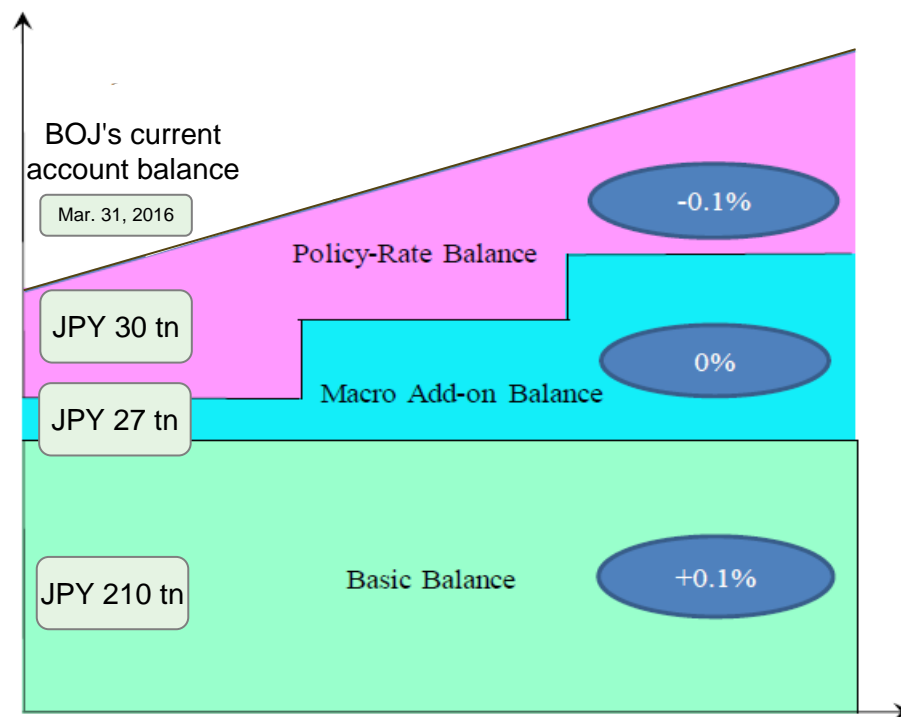 BOJ's current
account balance
Mar. 31, 2016
-0.1%
Policy-Rate Balance
JPY 30 tn
0%
Macro Add-on Balance
JPY 27 tn
+0.1%
Basic Balance
JPY 210 tn